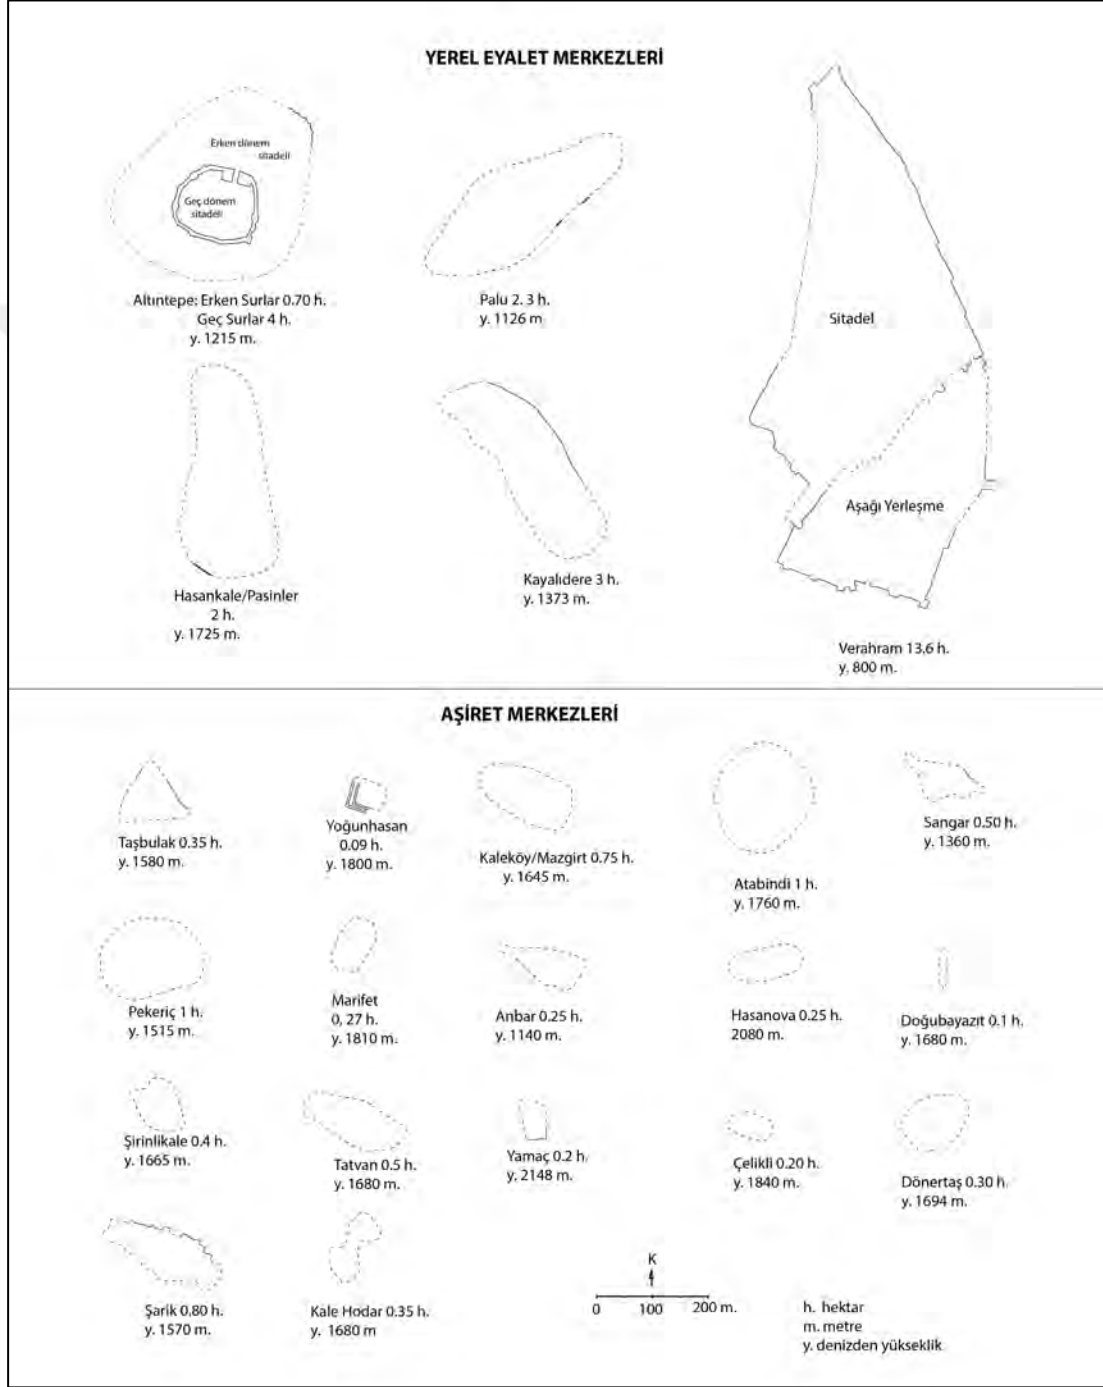 YEREL EYALET MERKEZLERİ
Erken dönem
sitadeli
Geç dönem
sitadeli
Altıntepe: Erken Surlar 0.70 h.
Geç Surlar 4 h.
y. 1215 m.
Palu 2. 3 h.
y. 1126 m
Sitadel
Aşağı Yerleşme
Verahram 13.6 h.
y. 800 m.
Hasankale/Pasinler
2 h.
y. 1725 m.
Kayalıdere 3 h.
y. 1373 m.
AŞİRET MERKEZLERİ
Taşbulak 0.35 h.
y. 1580 m.
Yoğunhasan
0.09 h.
y. 1800 m.
Kaleköy/Mazgirt 0.75 h.
y. 1645 m.
Atabindi 1 h.
y. 1760 m.
Sangar 0.50 h.
y. 1360 m.
Pekeriç 1 h.
y. 1515 m.
Marifet
0, 27 h.
y. 1810 m.
Anbar 0.25 h.
y. 1140 m.
Hasanova 0.25 h.
2080 m.
Doğubayazıt 0.1 h.
y. 1680 m.
Şirinlikale 0.4 h.
y. 1665 m.
Tatvan 0.5 h.
y. 1680 m.
Yamaç 0.2 h.
y. 2148 m.
Çelikli 0.20 h.
y. 1840 m.
Dönertaş 0.30 h.
y. 1694 m.
Şarik 0.80 h.
y. 1570 m.
Kale Hodar 0.35 h.
y. 1680 m
K
0 100 200 m.
h. hektar
m. metre
y. denizden yükseklik